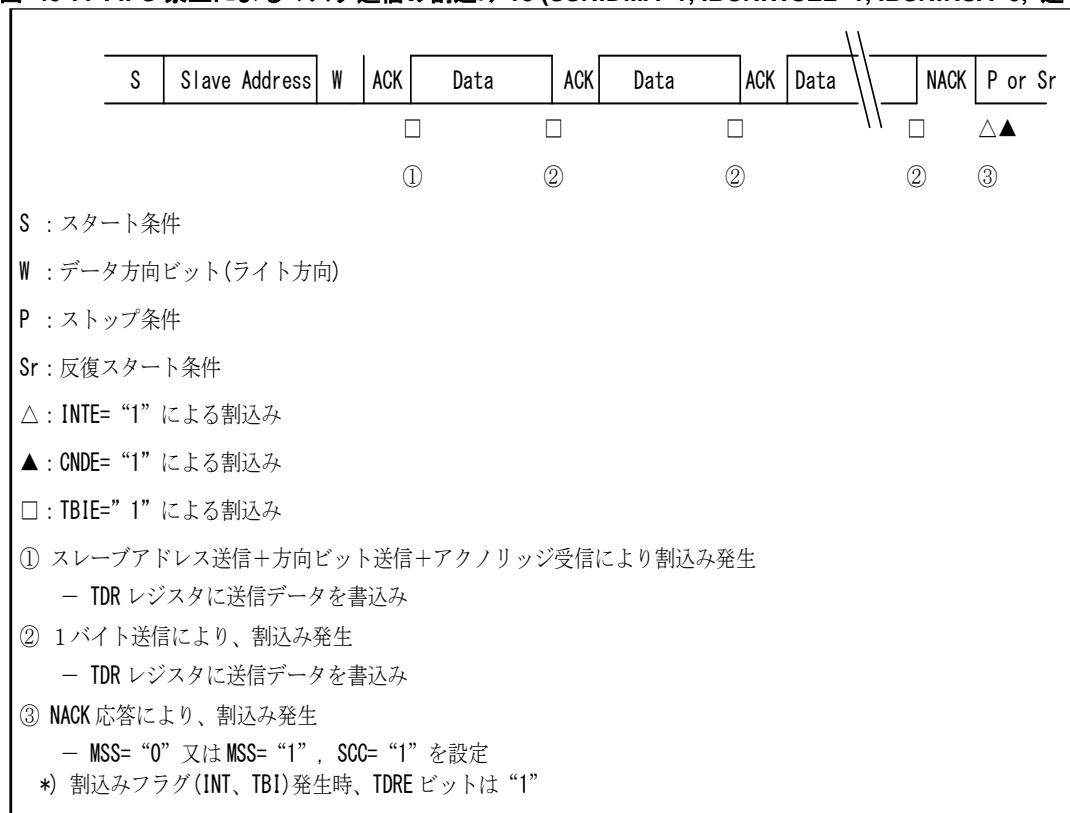 S Slave Address W ACK Data ACK Data ACK Data NACK P or Sr
□ □ □ □ △▲
① ② ② ② ③
S ：スタート条件
W ：データ方向ビット(ライト方向)
P ：ストップ条件
Sr：反復スタート条件
△：INTE=“1”による割込み
▲：CNDE=“1”による割込み
□：TBIE=”1”による割込み
① スレーブアドレス送信＋方向ビット送信＋アクノリッジ受信により割込み発生
－ TDR レジスタに送信データを書込み
② １バイト送信により、割込み発生
－ TDR レジスタに送信データを書込み
③ NACK 応答により、割込み発生
－ MSS=“0”又は MSS=“1”, SCC=“1”を設定
*) 割込みフラグ(INT、TBI)発生時、TDRE ビットは“1”